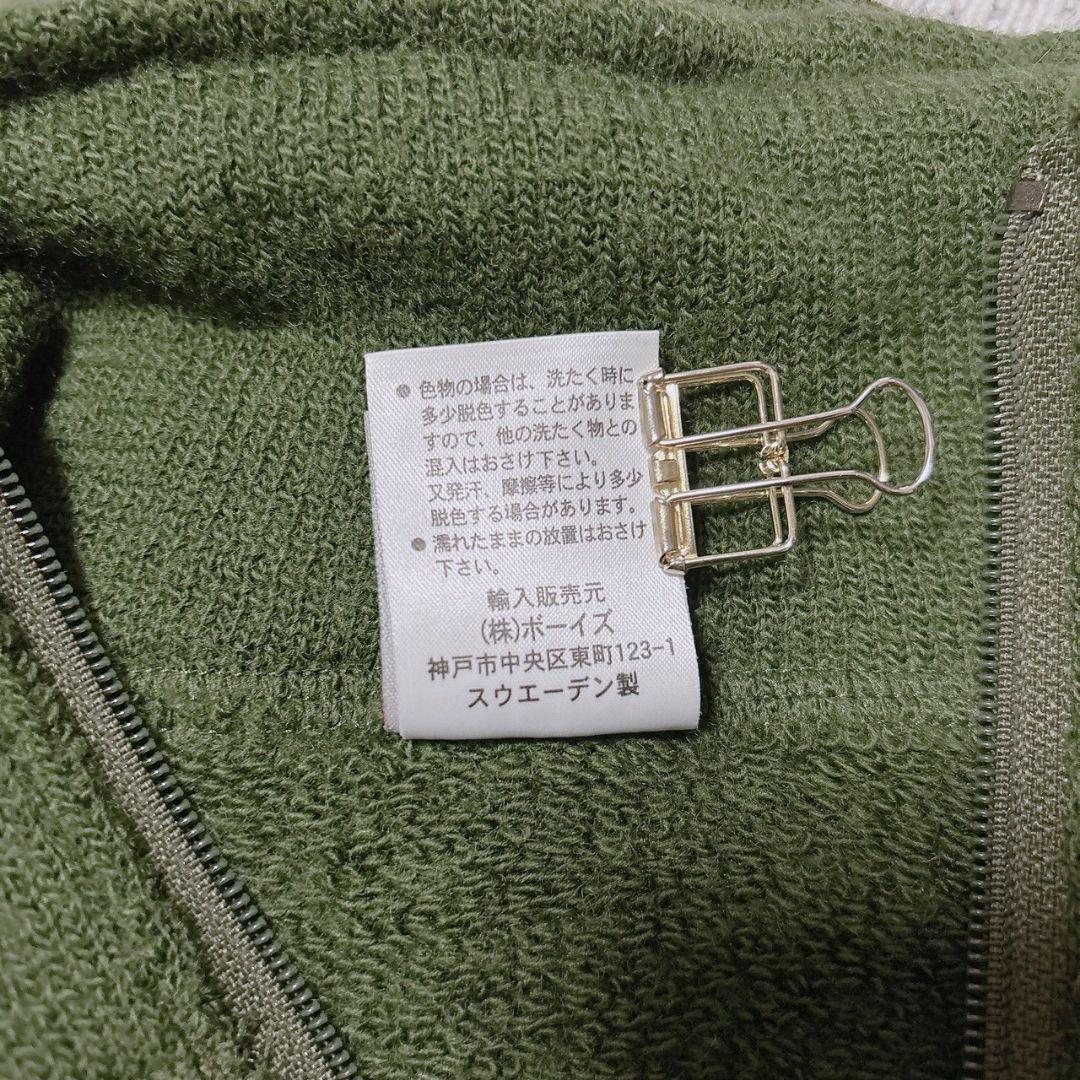 ● 色物の場合は、洗たく時に
多少脱色することがありま
すので、他の洗たく物との
混入はおさけ下さい。
又発汗、摩擦等により多少
脱色する場合があります。
● 濡れたままの放置はおさけ
下さい。
輸入販売元
(株)ボーイズ
神戸市中央区東町123-1
スウエーデン製